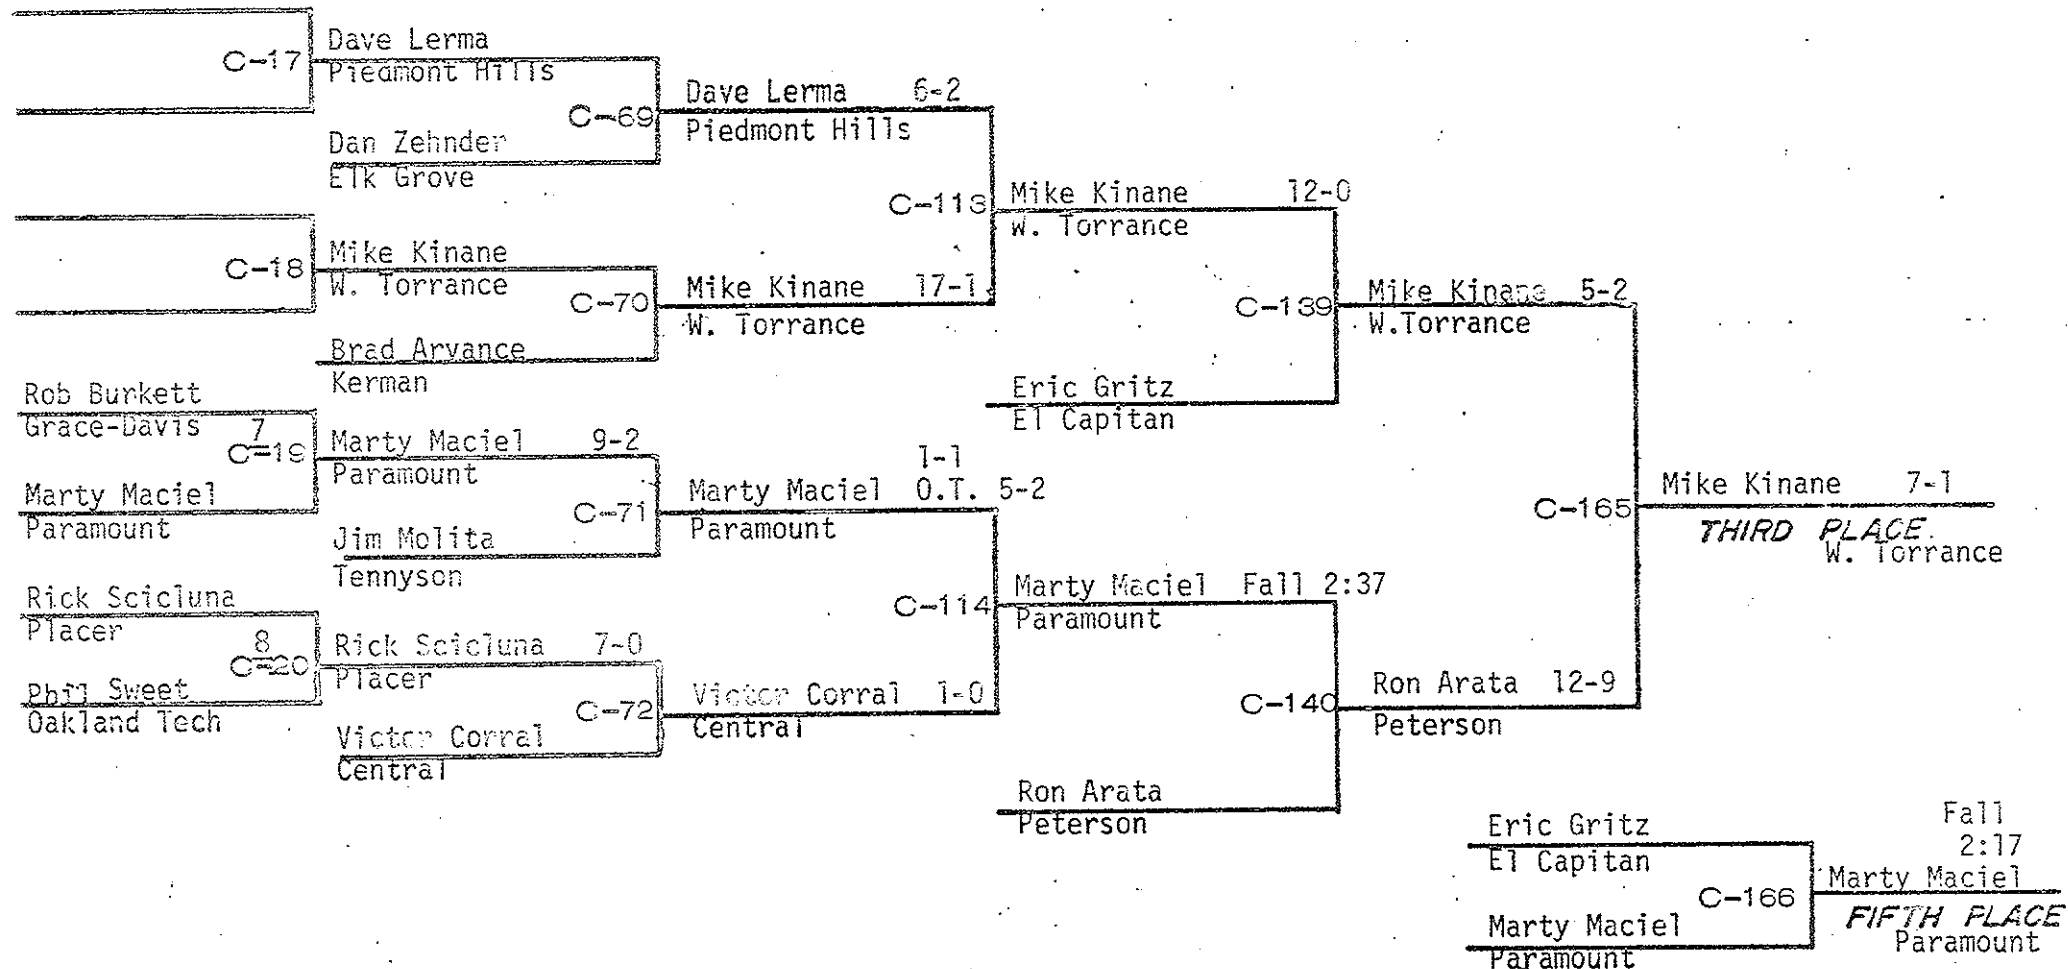 C-17
Dave Lerma
Piedmont Hills
C-69
Dan Zehnder
Elk Grove
Dave Lerma 6-2
Piedmont Hills
C-18
Mike Kinane
W. Torrance
C-70
Brad Arvance
Kerman
Mike Kinane 17-1
W. Torrance
C-113
Mike Kinane 12-0
W. Torrance
C-139
Eric Gritz
El Capitan
Mike Kinane 5-2
W.Torrance
Rob Burkett
Grace-Davis
7
C-19
Marty Maciel
Paramount
Marty Maciel 9-2
Paramount
C-71
Jim Molita
Tennyson
1-1
Marty Maciel O.T. 5-2
Paramount
Rick Scicluna
Placer
8
C-20
Phil Sweet
Oakland Tech
Rick Scicluna 7-0
Placer
C-72
Victor Corral
Central
Victor Corral 1-0
Central
C-114
Marty Maciel Fall 2:37
Paramount
C-140
Ron Arata
Peterson
Ron Arata 12-9
Peterson
C-165
Mike Kinane 7-1
THIRD PLACE
W. Torrance
Eric Gritz
El Capitan
C-166
Marty Maciel
Paramount
Fall
2:17
Marty Maciel
FIFTH PLACE
Paramount